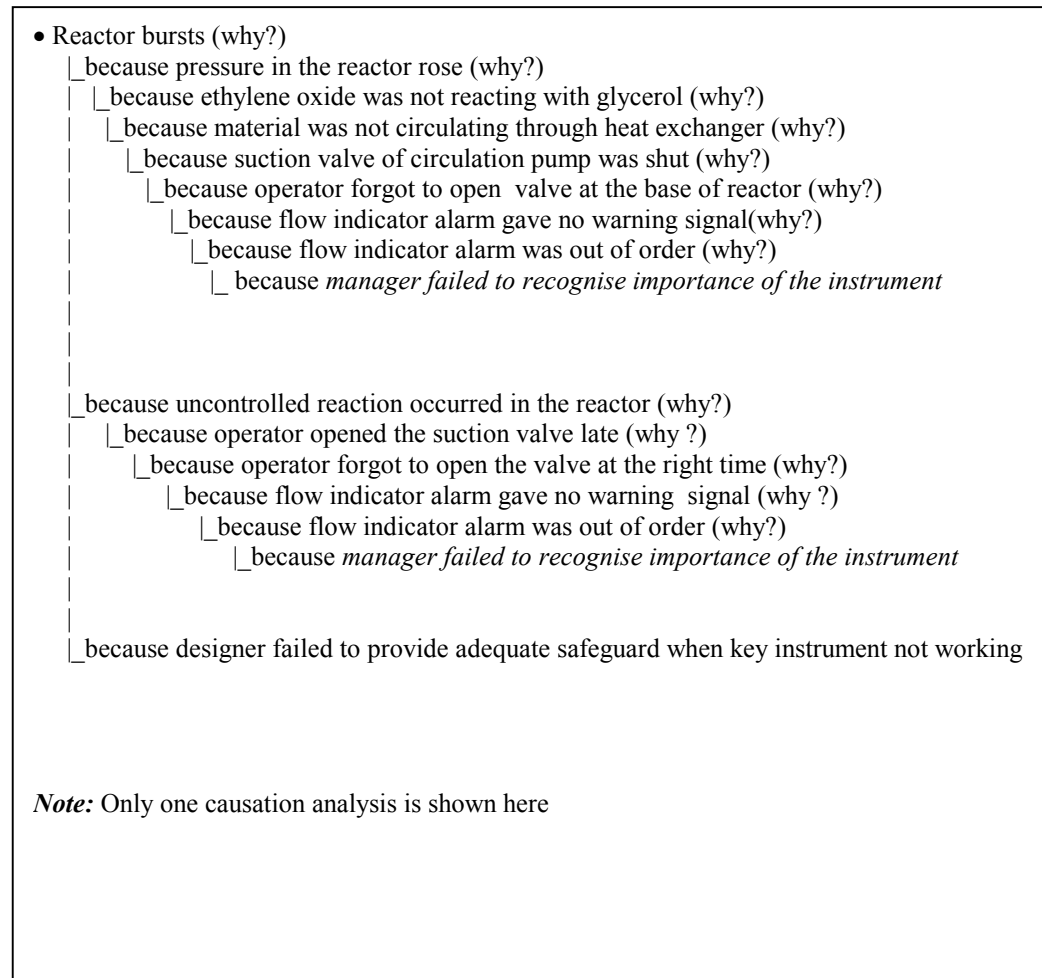 • Reactor bursts (why?)
|_because pressure in the reactor rose (why?)
| |_because ethylene oxide was not reacting with glycerol (why?)
| |_because material was not circulating through heat exchanger (why?)
| |_because suction valve of circulation pump was shut (why?)
| |_because operator forgot to open valve at the base of reactor (why?)
| |_because flow indicator alarm gave no warning signal(why?)
| |_because flow indicator alarm was out of order (why?)
| |_ because manager failed to recognise importance of the instrument
|
|
|
|_because uncontrolled reaction occurred in the reactor (why?)
| |_because operator opened the suction valve late (why ?)
| |_because operator forgot to open the valve at the right time (why?)
| |_because flow indicator alarm gave no warning signal (why ?)
| |_because flow indicator alarm was out of order (why?)
| |_because manager failed to recognise importance of the instrument
|
|
|_because designer failed to provide adequate safeguard when key instrument not working
Note: Only one causation analysis is shown here